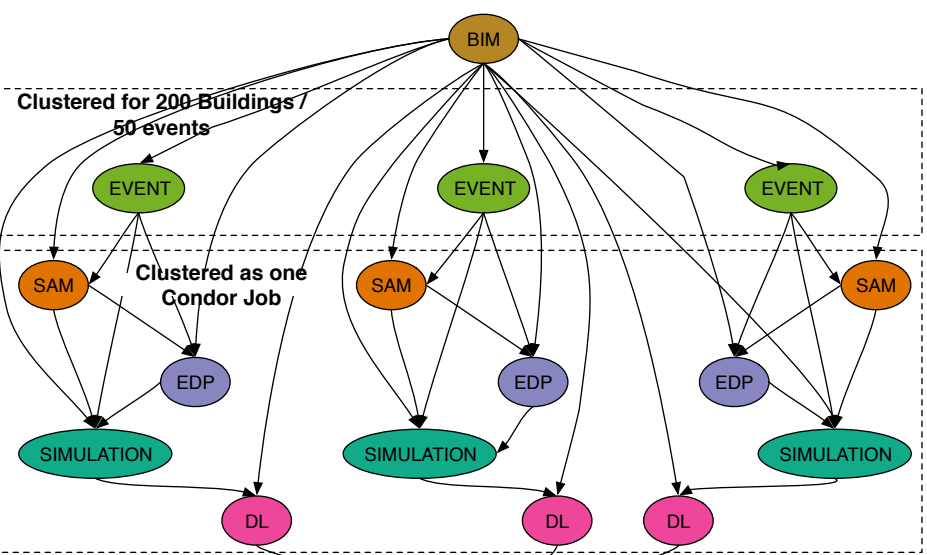 BIM
Clustered for 200 Buildings /
50 events
EVENT EVENT EVENT
SAM Clustered as one SAM SAM
Condor Job
EDP EDP EDP
SIMULATION SIMULATION SIMULATION
DL DL DL